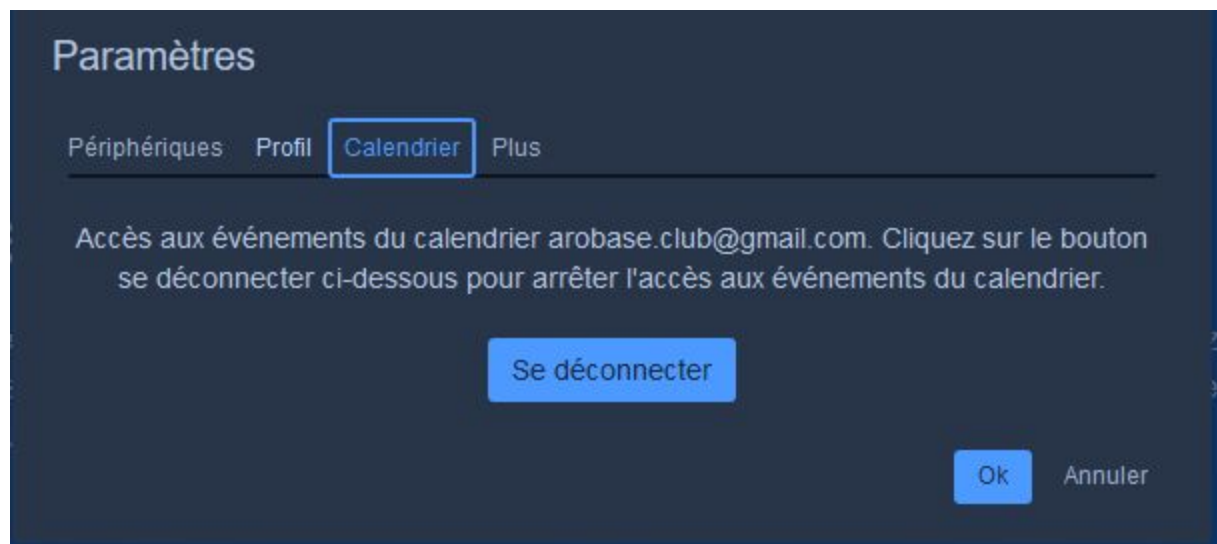 Paramètres
Périphériques Profil Calendrier Plus
Accès aux événements du calendrier arobase.club@gmail.com. Cliquez sur le bouton
se déconnecter ci-dessous pour arrêter l'accès aux événements du calendrier.
Se déconnecter
Ok Annuler